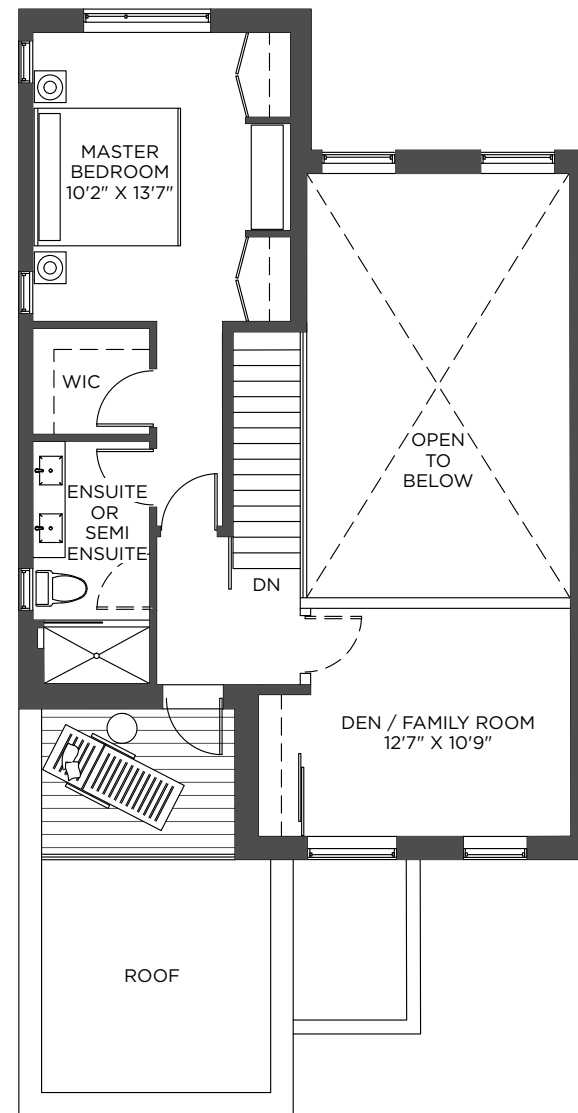 MASTER
BEDROOM
10'2" X 13'7"
WIC
OPEN
TO
BELOW
ENSUITE
OR
SEMI
ENSUITE
DN
DEN / FAMILY ROOM
12'7" X 10'9"
ROOF